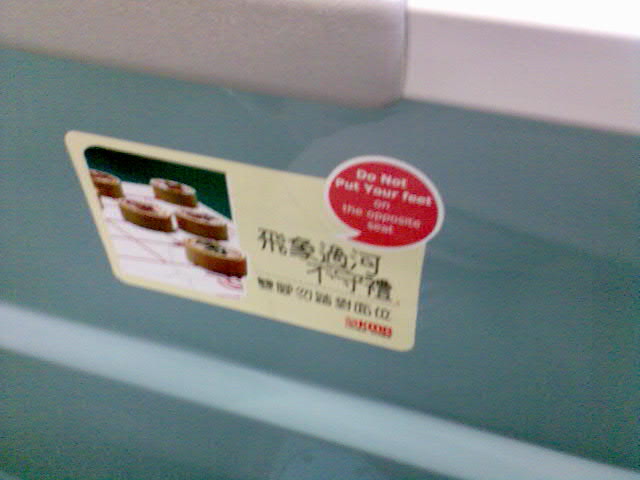 Do Not
Put Your feet
on
the opposite
seat
飛象過河
不守禮
雙腳勿踏對面位
KMB